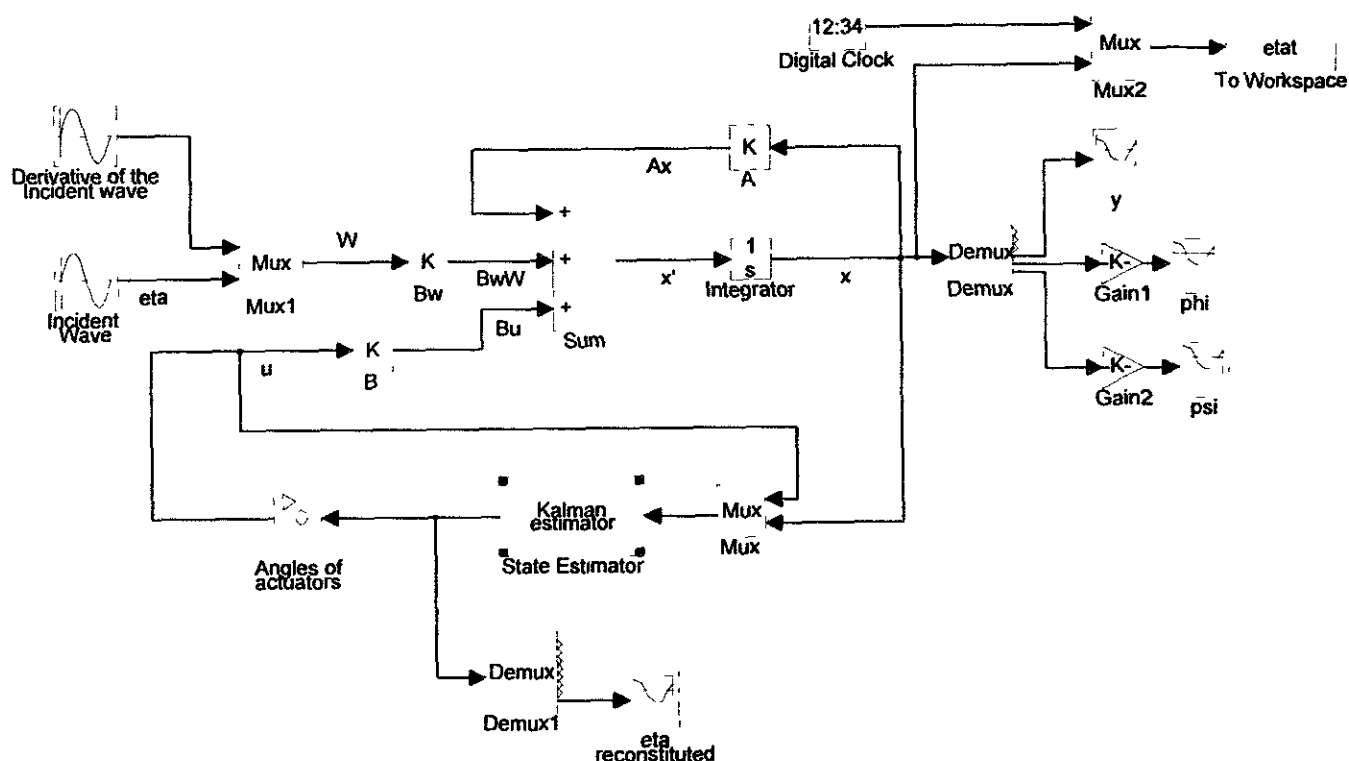 12:34
Digital Clock
Mux
Mux2
etat
To Workspace
Derivative of the
Incident wave
Ax
K
A
y
W
Mux
Mux1
eta
Incident
Wave
K
Bw
BwW
+
+
+
Sum
x'
1
s
Integrator
x
Demux
Demux
K-
Gain1
phi
Bu
u
K
B
K-
Gain2
psi
Kalman
estimator
State Estimator
Mux
Mux
Angles of
actuators
Demux
Demux1
eta
reconstituted